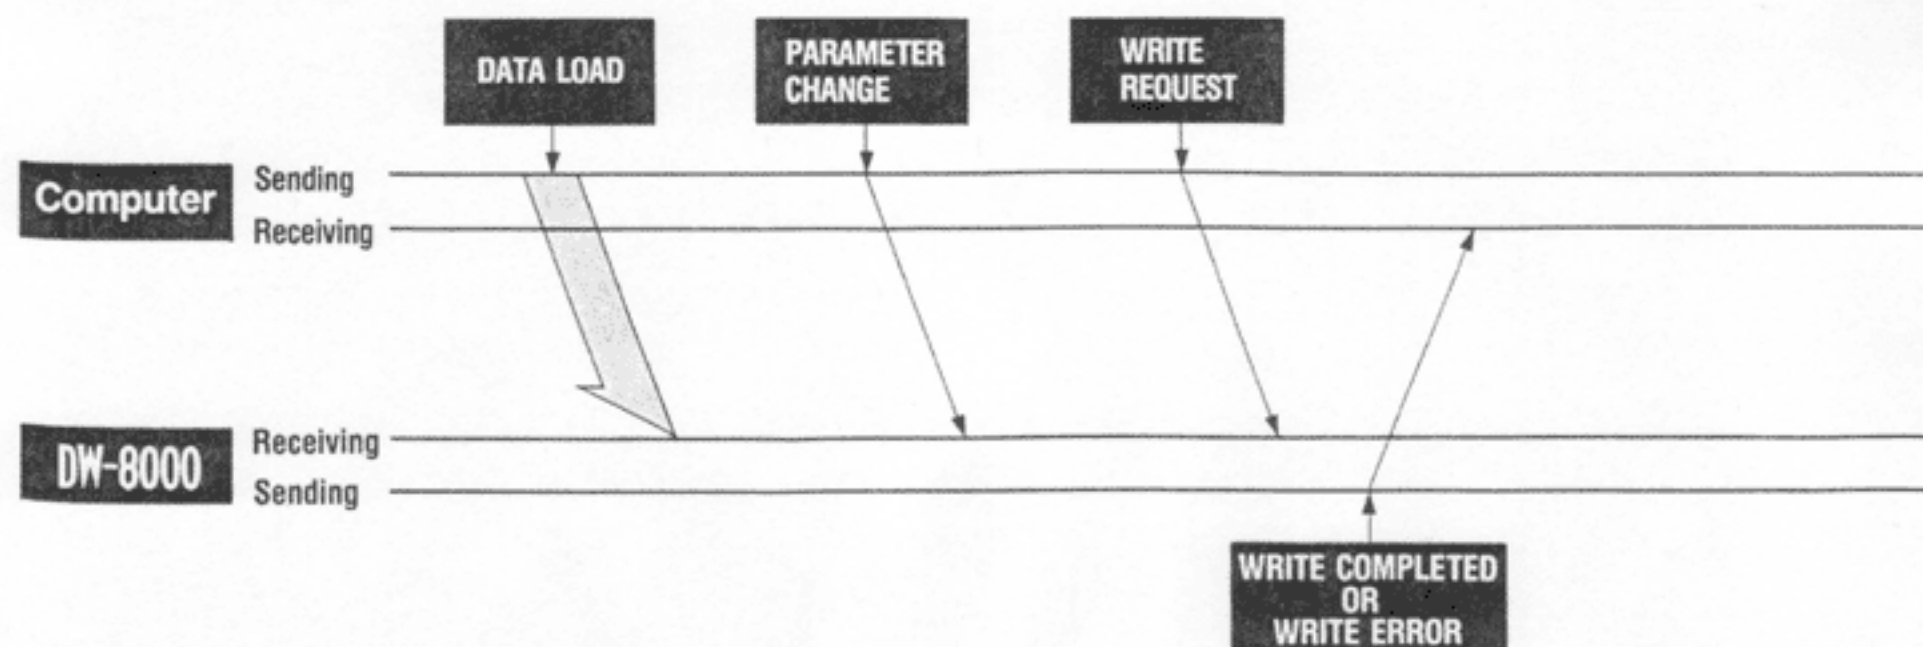 DATA LOAD
PARAMETER
CHANGE
WRITE
REQUEST
Computer
Sending
Receiving
DW-8000
Receiving
Sending
WRITE COMPLETED
OR
WRITE ERROR